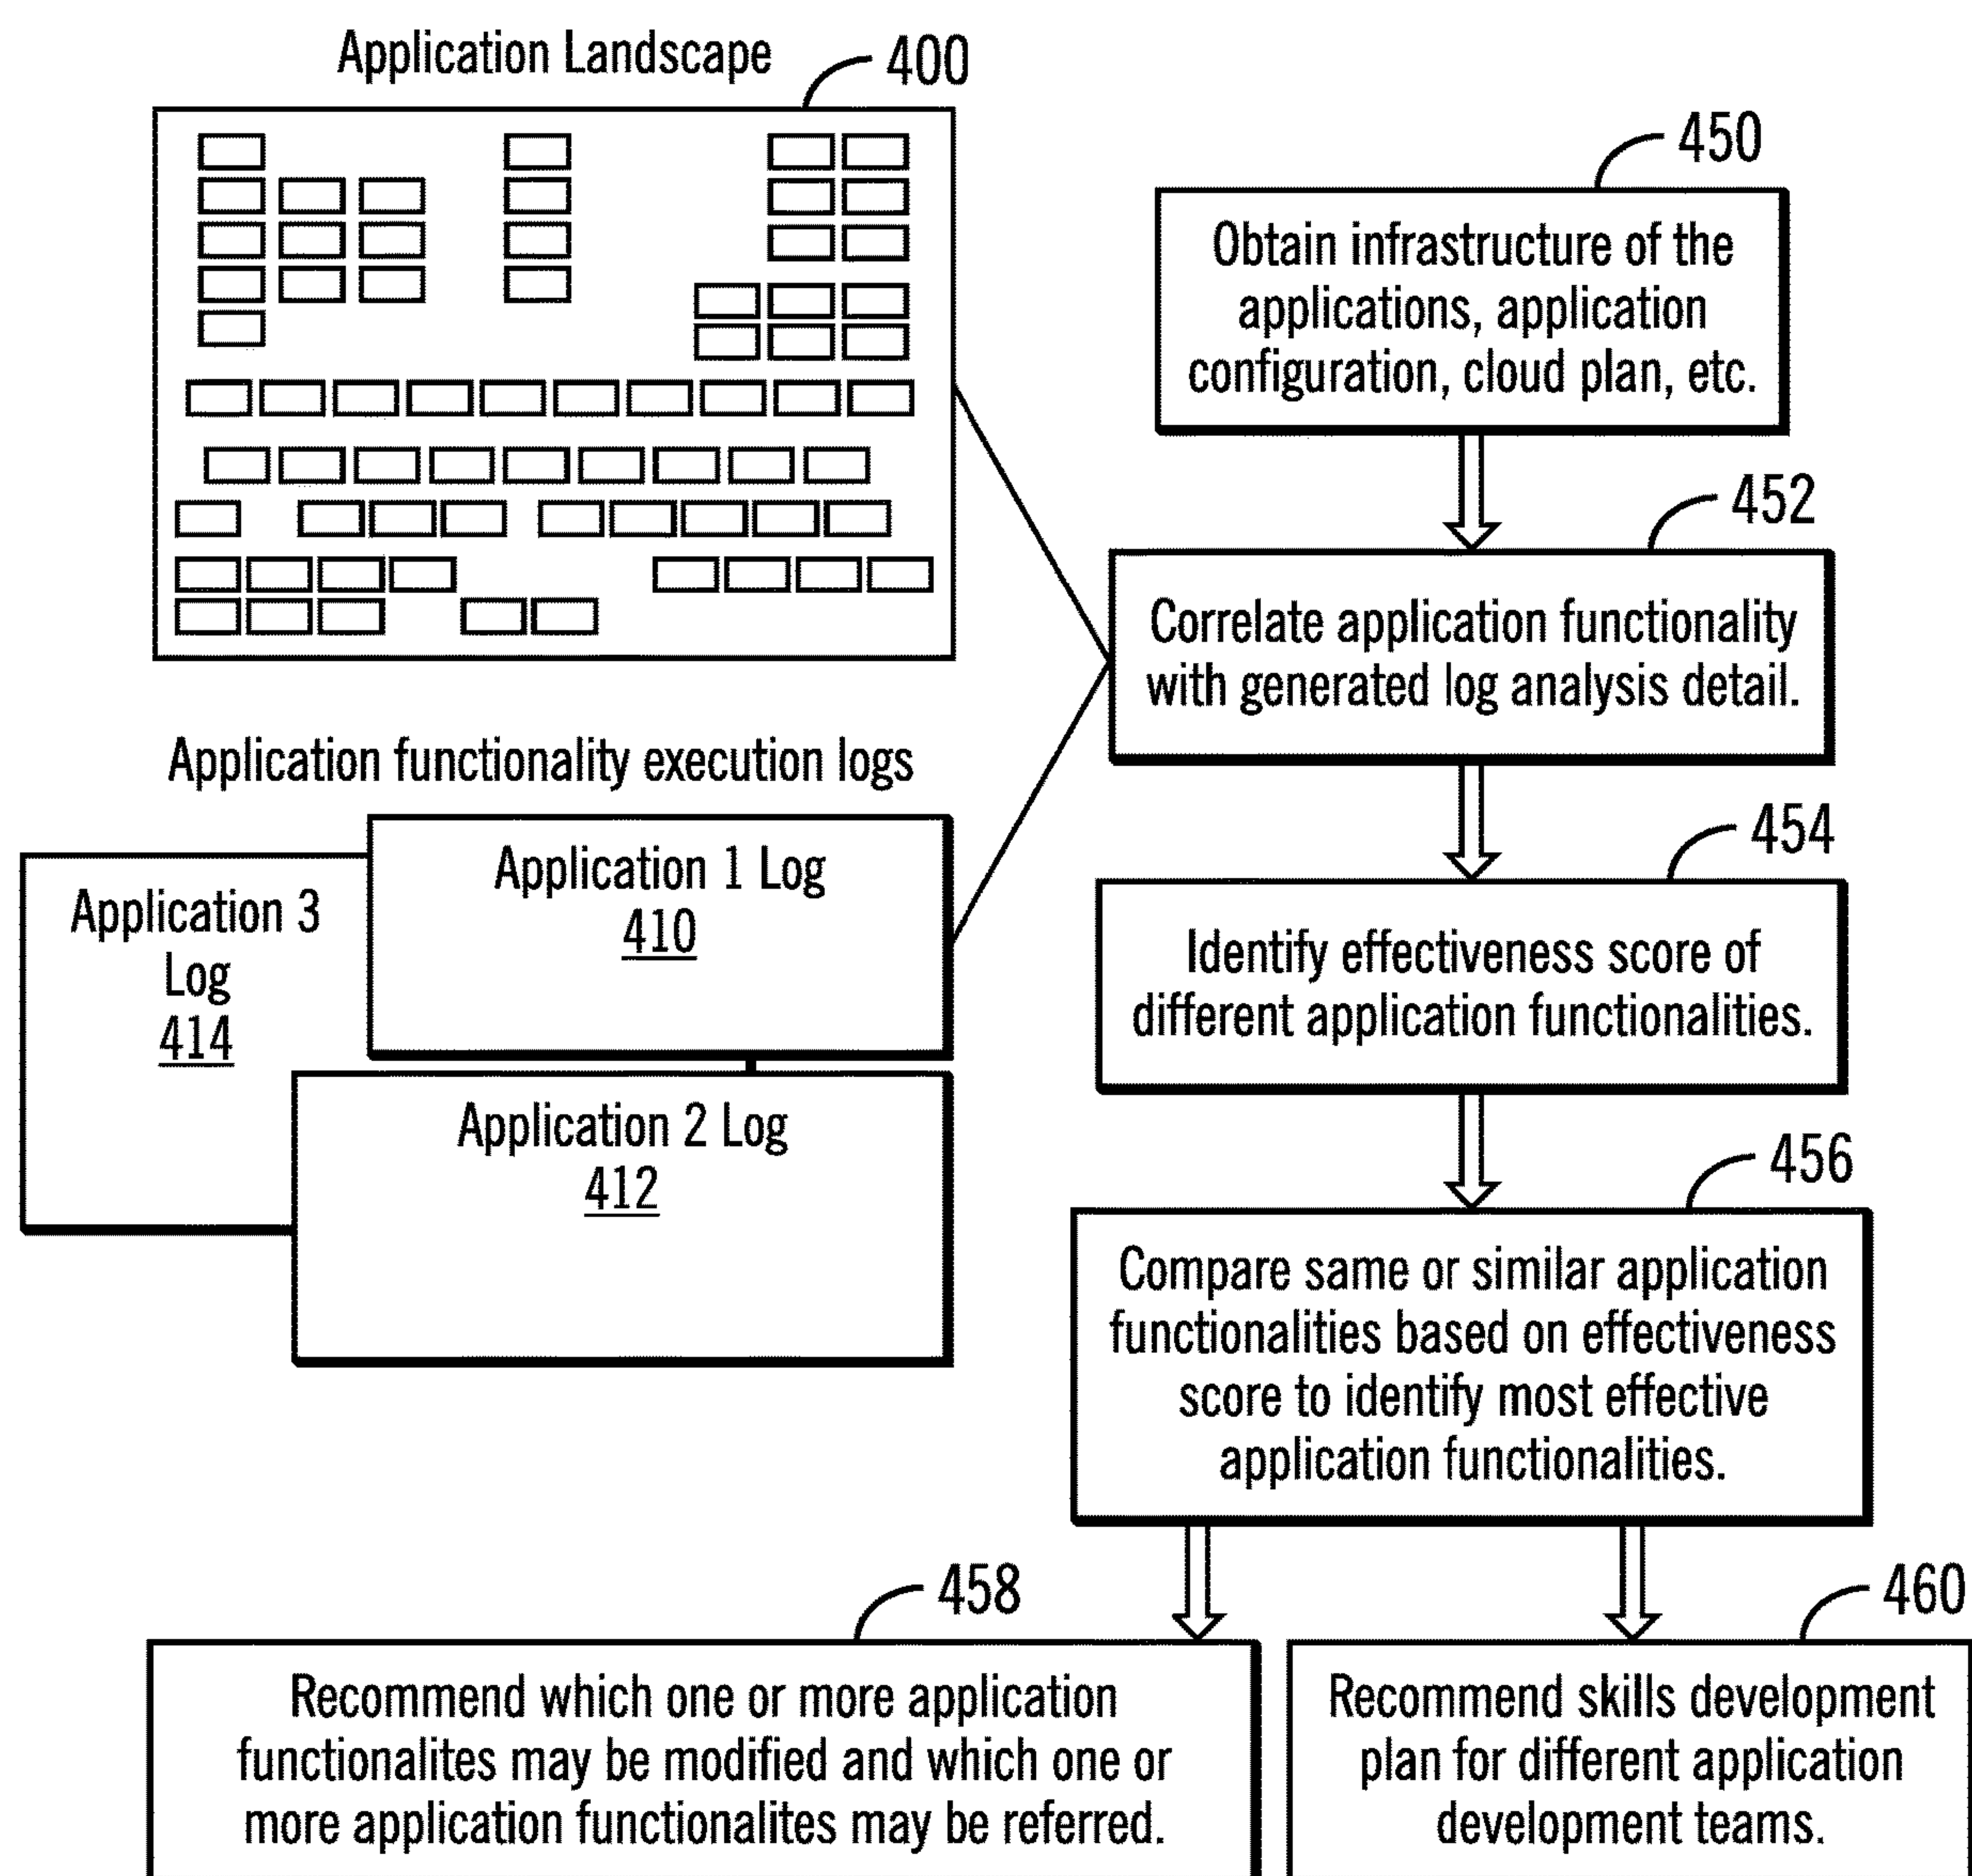 Application Landscape
400
450
Obtain infrastructure of the
applications, application
configuration, cloud plan, etc.
452
Correlate application functionality
with generated log analysis detail.
Application functionality execution logs
Application 1 Log
410
Application 3
Log
414
Application 2 Log
412
454
Identify effectiveness score of
different application functionalities.
456
Compare same or similar application
functionalities based on effectiveness
score to identify most effective
application functionalities.
458
Recommend which one or more application
functionalites may be modified and which one or
more application functionalites may be referred.
460
Recommend skills development
plan for different application
development teams.